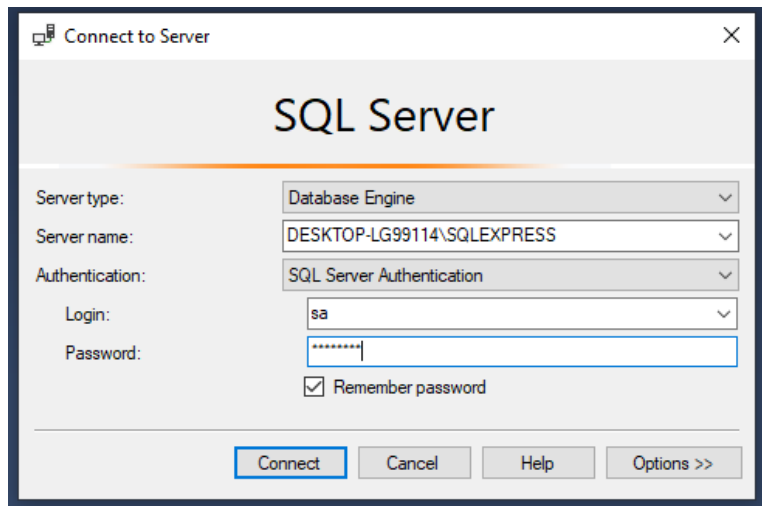 Connect to Server
SQL Server
Server type: Database Engine
Server name: DESKTOP-LG99114\SQLEXPRESS
Authentication: SQL Server Authentication
Login: sa
Password: ********
Remember password
Connect Cancel Help Options >>